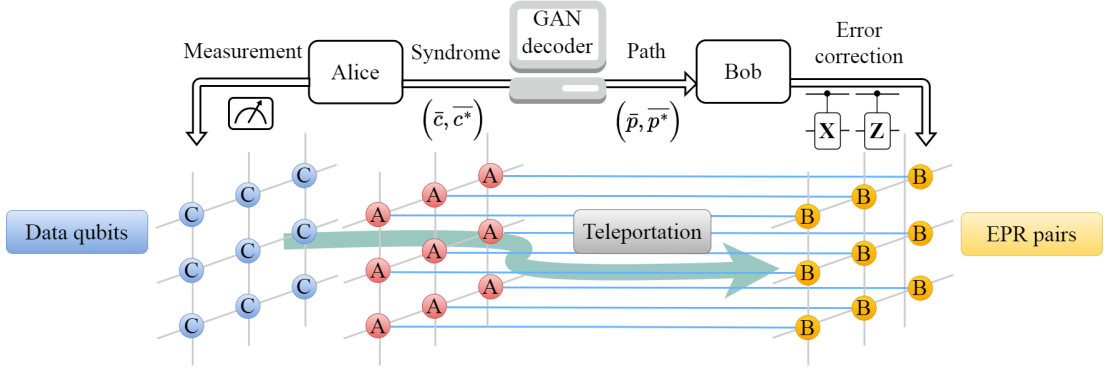 Measurement
Alice
Syndrome
GAN
decoder
Path
Bob
Error
correction
(c̄, c̄*)
(p̄, p̄*)
X
Z
C
C
C
A
A
A
B
B
B
Data qubits
C
C
C
A
A
A
Teleportation
B
B
B
EPR pairs
C
C
C
A
A
A
B
B
B